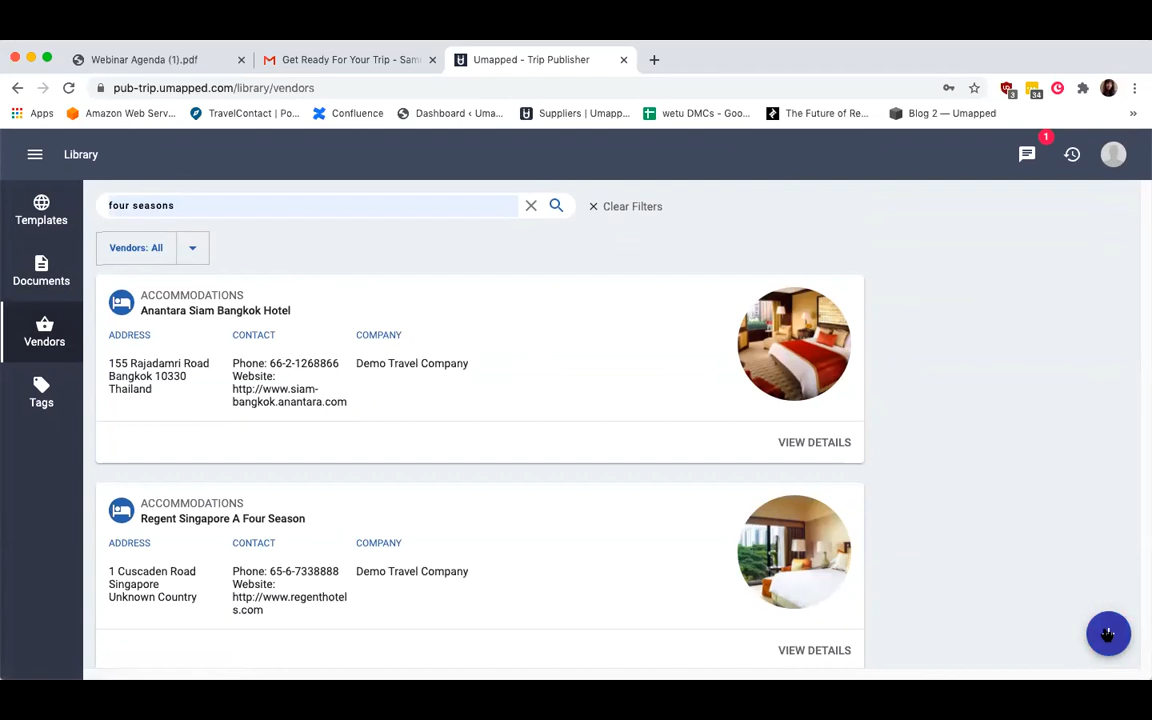 Webinar Agenda (1).pdf
Get Ready For Your Trip - Sam
Umapped - Trip Publisher
pub-trip.umapped.com/library/vendors
3
34
Apps
Amazon Web Serv...
TravelContact | Po...
Confluence
Dashboard ‹ Uma...
Suppliers | Umapp...
wetu DMCs - Goo...
The Future of Re...
Blog 2 — Umapped
»
Library
1
Templates
Documents
Vendors
Tags
four seasons
Clear Filters
Vendors: All
ACCOMMODATIONS
Anantara Siam Bangkok Hotel
ADDRESS CONTACT COMPANY
155 Rajadamri Road Phone: 66-2-1268866 Demo Travel Company
Bangkok 10330 Website:
Thailand http://www.siam-
bangkok.anantara.com
VIEW DETAILS
ACCOMMODATIONS
Regent Singapore A Four Season
ADDRESS CONTACT COMPANY
1 Cuscaden Road Phone: 65-6-7338888 Demo Travel Company
Singapore Website:
Unknown Country http://www.regenthotel
s.com
VIEW DETAILS